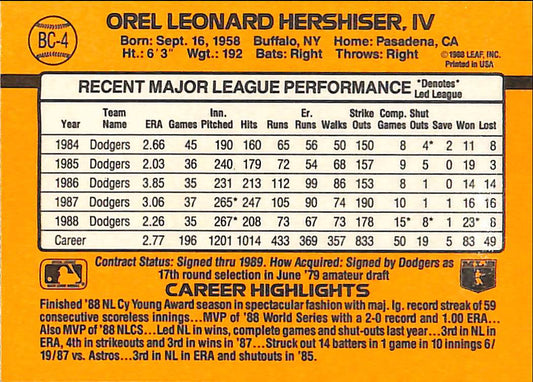 BC-4
OREL LEONARD HERSHISER, IV
Born: Sept. 16, 1958 Buffalo, NY Home: Pasadena, CA
Ht.: 6'3" Wgt.: 192 Bats: Right Throws: Right
©1988 LEAF, INC.
Printed in USA
RECENT MAJOR LEAGUE PERFORMANCE *Denotes Led League
Year Team Name ERA Games Inn. Pitched Hits Runs Er. Runs Walks Strike Outs Comp. Games Shut Outs Save Won Lost
1984 Dodgers 2.66 45 190 160 65 56 50 150 8 4* 2 11 8
1985 Dodgers 2.03 36 240 179 72 54 68 157 9 5 0 19 3
1986 Dodgers 3.85 35 231 213 112 99 86 153 8 1 0 14 14
1987 Dodgers 3.06 37 265* 247 105 90 74 190 10 1 1 16 16
1988 Dodgers 2.26 35 267* 208 73 67 73 178 15* 8* 1 23* 6
Career 2.77 196 1201 1014 433 369 357 833 50 19 5 83 49
Contract Status: Signed thru 1989. How Acquired: Signed by Dodgers as
17th round selection in June '79 amateur draft
CAREER HIGHLIGHTS
Finished '88 NL Cy Young Award season in spectacular fashion with maj. lg. record streak of 59
consecutive scoreless innings...MVP of '88 World Series with a 2-0 record and 1.00 ERA...
Also MVP of '88 NLCS...Led NL in wins, complete games and shut-outs last year...3rd in NL in
ERA, 4th in strikeouts and 3rd in wins in '87...Struck out 14 batters in 1 game in 10 innings 6/
19/87 vs. Astros...3rd in NL in ERA and shutouts in '85.